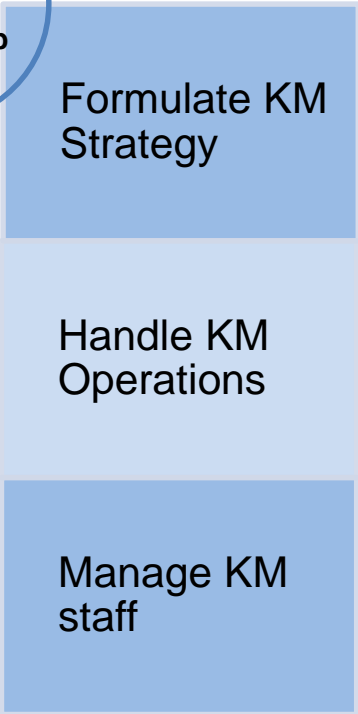 Formulate KM
Strategy
Handle KM
Operations
Manage KM
staff